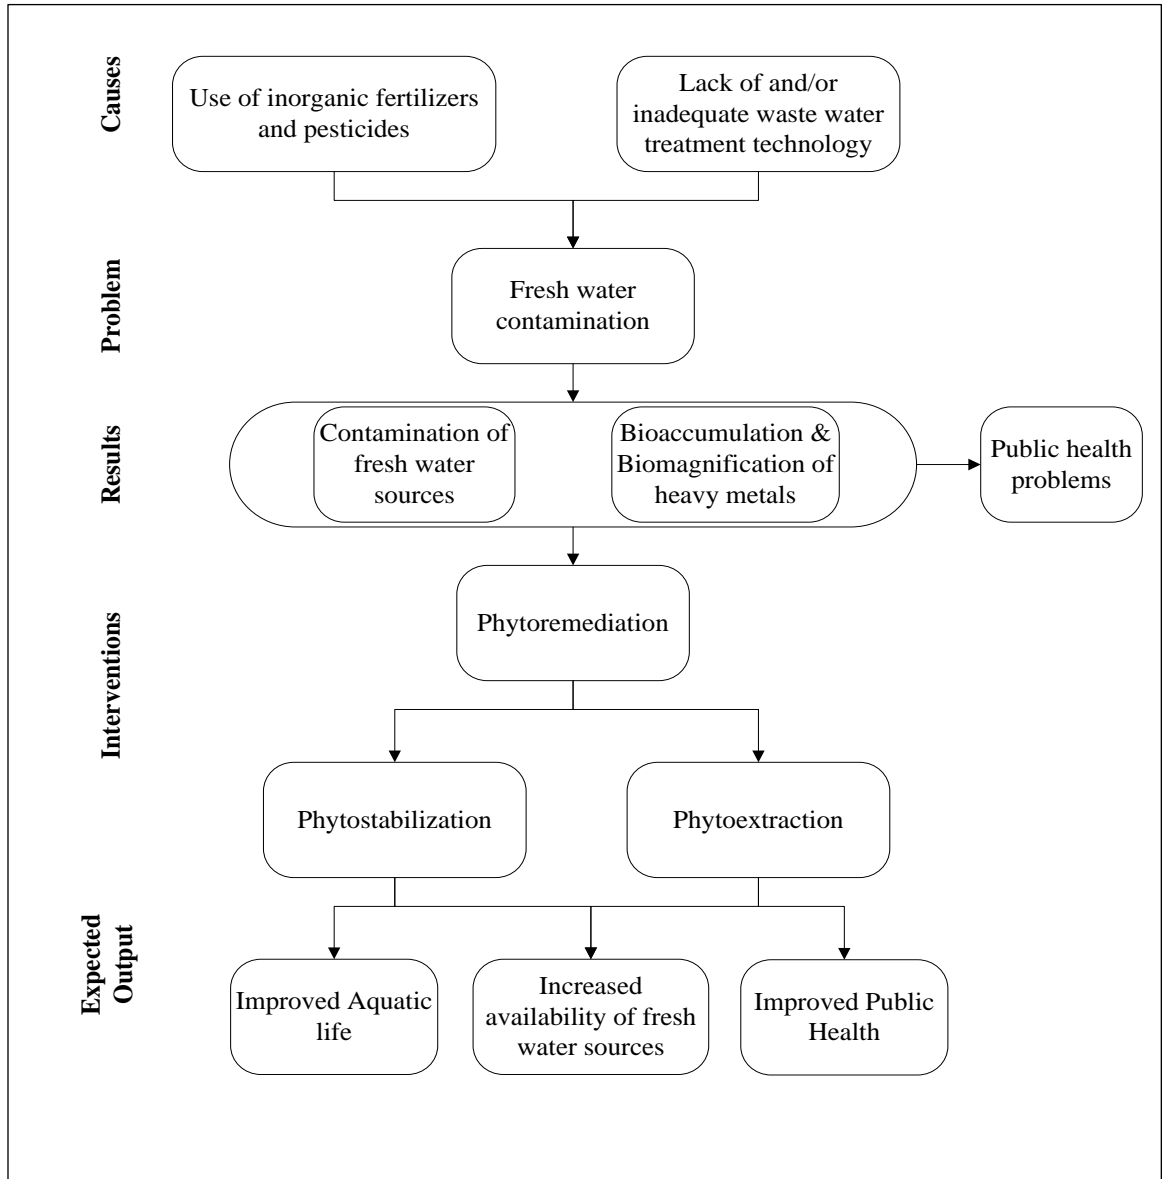 Causes
Use of inorganic fertilizers
and pesticides
Lack of and/or
inadequate waste water
treatment technology
Problem
Fresh water
contamination
Results
Contamination of
fresh water
sources
Bioaccumulation &
Biomagnification of
heavy metals
Public health
problems
Interventions
Phytoremediation
Phytostabilization
Phytoextraction
Expected
Output
Improved Aquatic
life
Increased
availability of fresh
water sources
Improved Public
Health